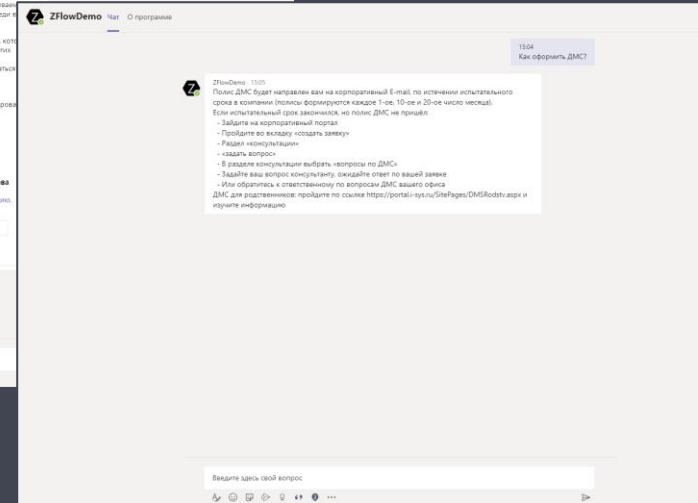 ZFlowDemo Чат О программе
15:04
Как оформить ДМС?
ZFlowDemo 15:05
Полис ДМС будет направлен вам на корпоративный E-mail, по истечении испытательного
срока в компании (полисы формируются каждое 1-ое, 10-ое и 20-ое число месяца).
Если испытательный срок закончился, но полис ДМС не пришёл:
- Зайдите на корпоративный портал
- Пройдите во вкладку «создать заявку»
- Раздел «консультации»
- «задать вопрос»
- В разделе консультации выбрать «вопросы по ДМС»
- Задайте ваш вопрос консультанту, ожидайте ответ по вашей заявке
- Или обратитесь к ответственному по вопросам ДМС вашего офиса
ДМС для родственников: пройдите по ссылке https://portal.i-sys.ru/SitePages/DMSRodstv.aspx и
изучите информацию
Введите здесь свой вопрос